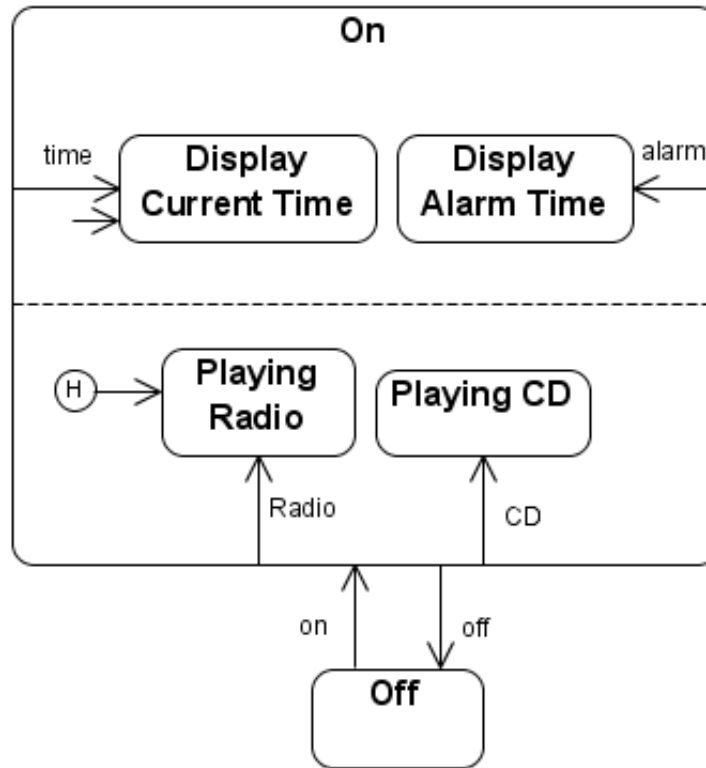 On
time
Display
Current Time
Display
Alarm Time
alarm
H
Playing
Radio
Playing CD
Radio
CD
on
off
Off